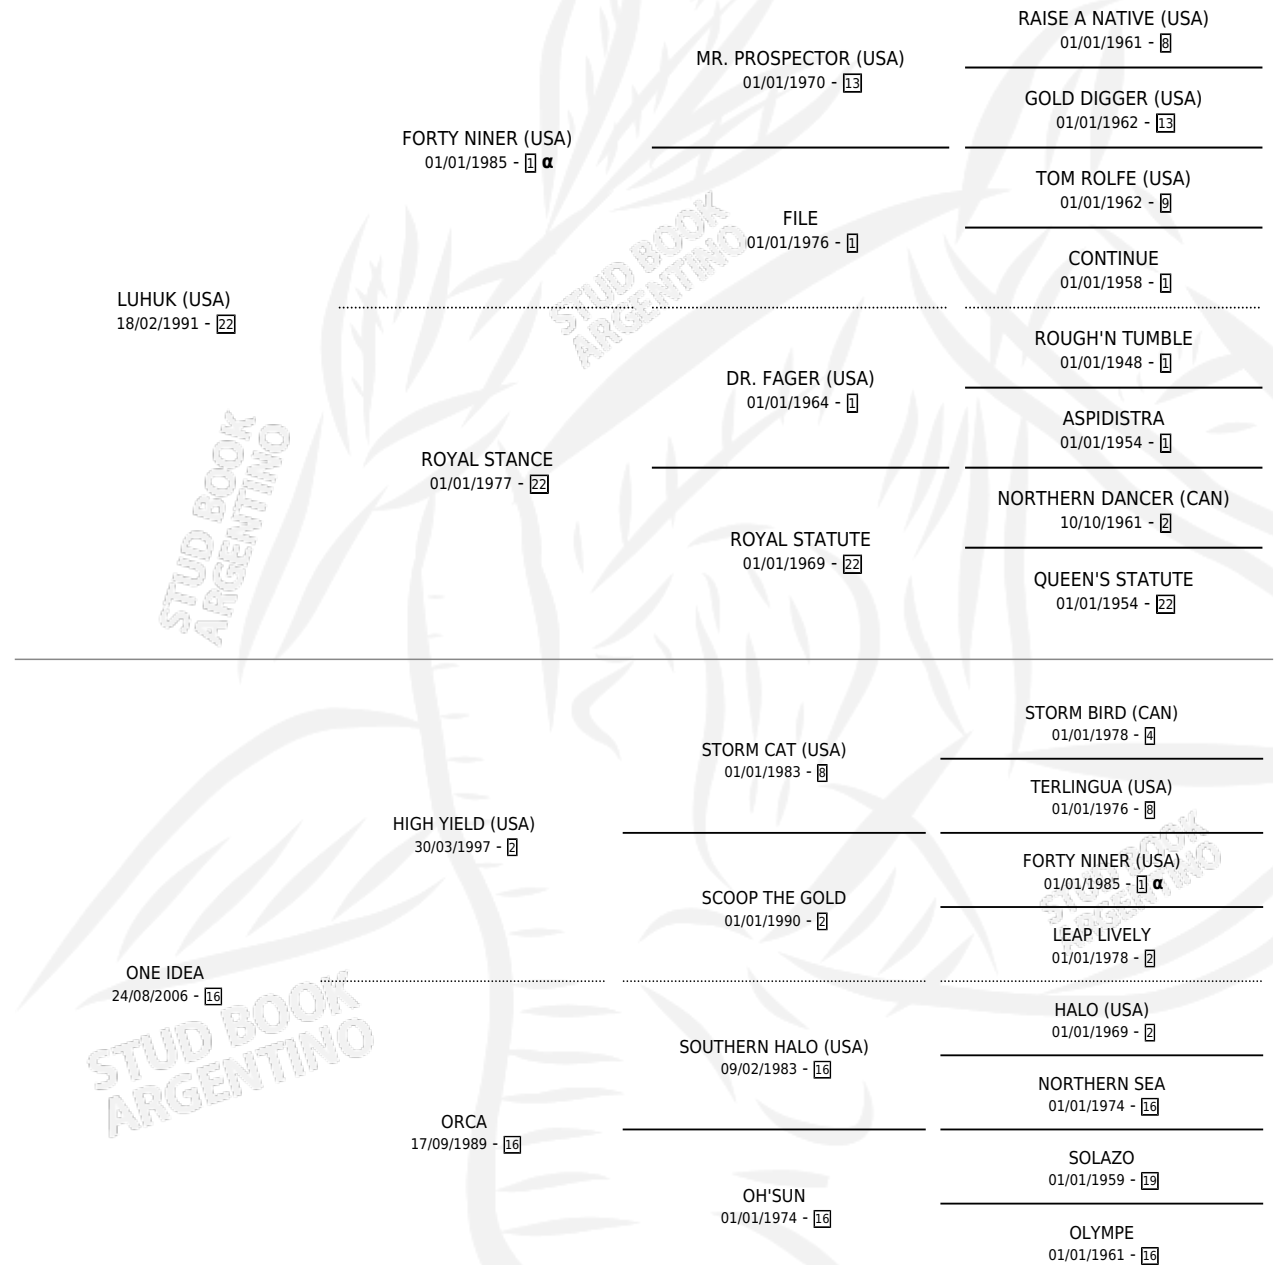 RAISE A NATIVE (USA)
01/01/1961 - 8
MR. PROSPECTOR (USA)
01/01/1970 - 13
GOLD DIGGER (USA)
01/01/1962 - 13
FORTY NINER (USA)
01/01/1985 - 1 α
TOM ROLFE (USA)
01/01/1962 - 9
FILE
01/01/1976 - 1
CONTINUE
01/01/1958 - 1
LUHUK (USA)
18/02/1991 - 22
ROUGH'N TUMBLE
01/01/1948 - 1
DR. FAGER (USA)
01/01/1964 - 1
ASPIDISTRA
01/01/1954 - 1
ROYAL STANCE
01/01/1977 - 22
NORTHERN DANCER (CAN)
10/10/1961 - 2
ROYAL STATUTE
01/01/1969 - 22
QUEEN'S STATUTE
01/01/1954 - 22
STORM BIRD (CAN)
01/01/1978 - 4
STORM CAT (USA)
01/01/1983 - 8
TERLINGUA (USA)
01/01/1976 - 8
HIGH YIELD (USA)
30/03/1997 - 2
FORTY NINER (USA)
01/01/1985 - 1 α
SCOOP THE GOLD
01/01/1990 - 2
LEAP LIVELY
01/01/1978 - 2
ONE IDEA
24/08/2006 - 16
HALO (USA)
01/01/1969 - 2
SOUTHERN HALO (USA)
09/02/1983 - 16
NORTHERN SEA
01/01/1974 - 16
ORCA
17/09/1989 - 16
SOLAZO
01/01/1959 - 19
OH'SUN
01/01/1974 - 16
OLYMPE
01/01/1961 - 16
STUD BOOK
ARGENTINO
STUD BOOK
ARGENTINO
STUD BOOK
ARGENTINO
STUD BOOK
ARGENTINO